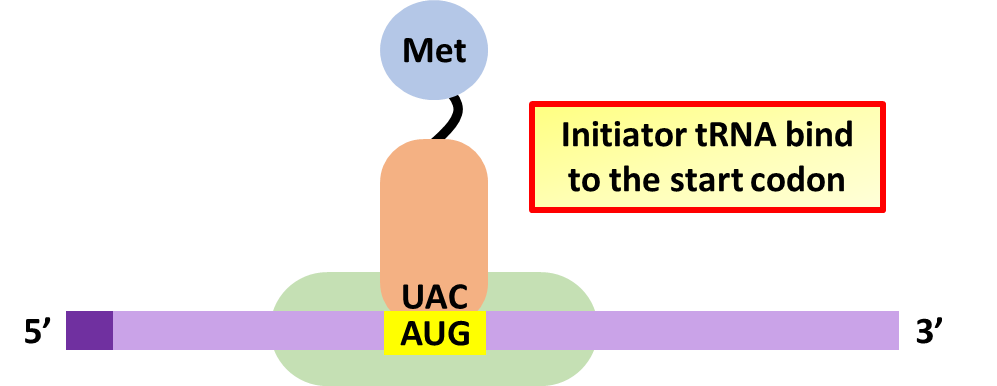 Met
Initiator tRNA bind
to the start codon
UAC
AUG
5’
3’